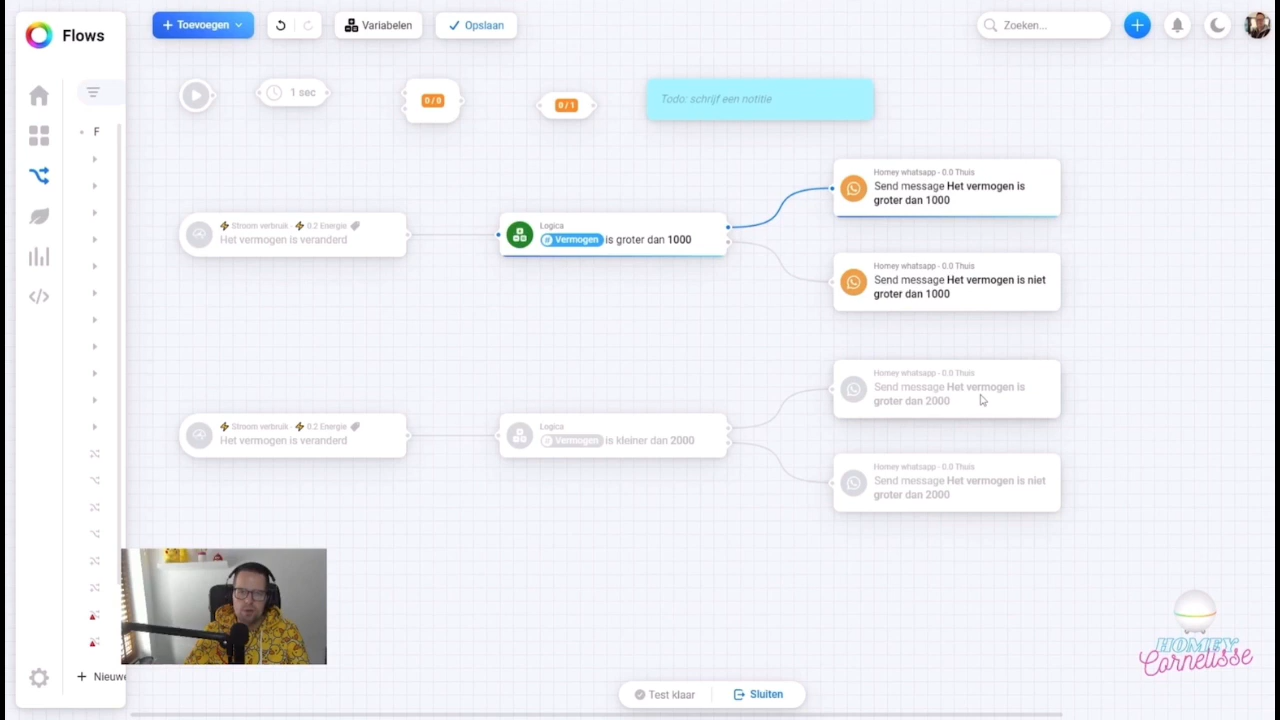 Flows
Toevoegen
Variabelen
Opslaan
Zoeken...
1 sec
0 / 0
0 / 1
Todo: schrijf een notitie
F
Homey whatsapp - 0.0 Thuis
Send message Het vermogen is
groter dan 1000
Stroom verbruik - ⚡ 0.2 Energie
Het vermogen is veranderd
Logica
# Vermogen is groter dan 1000
Homey whatsapp - 0.0 Thuis
Send message Het vermogen is niet
groter dan 1000
Homey whatsapp - 0.0 Thuis
Send message Het vermogen is
groter dan 2000
Stroom verbruik - ⚡ 0.2 Energie
Het vermogen is veranderd
Logica
# Vermogen is kleiner dan 2000
Homey whatsapp - 0.0 Thuis
Send message Het vermogen is niet
groter dan 2000
HOMEY
Cornelisse
+ Nieuwe
Test klaar
Sluiten